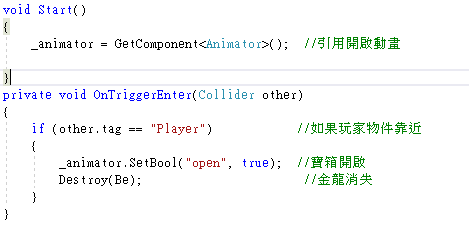 void Start()
{
_animator = GetComponent<Animator>(); //引用開啟動畫
}
private void OnTriggerEnter(Collider other)
{
if (other.tag == "Player") //如果玩家物件靠近
{
_animator.SetBool("open", true); //寶箱開啟
Destroy(Be); //金龍消失
}
}